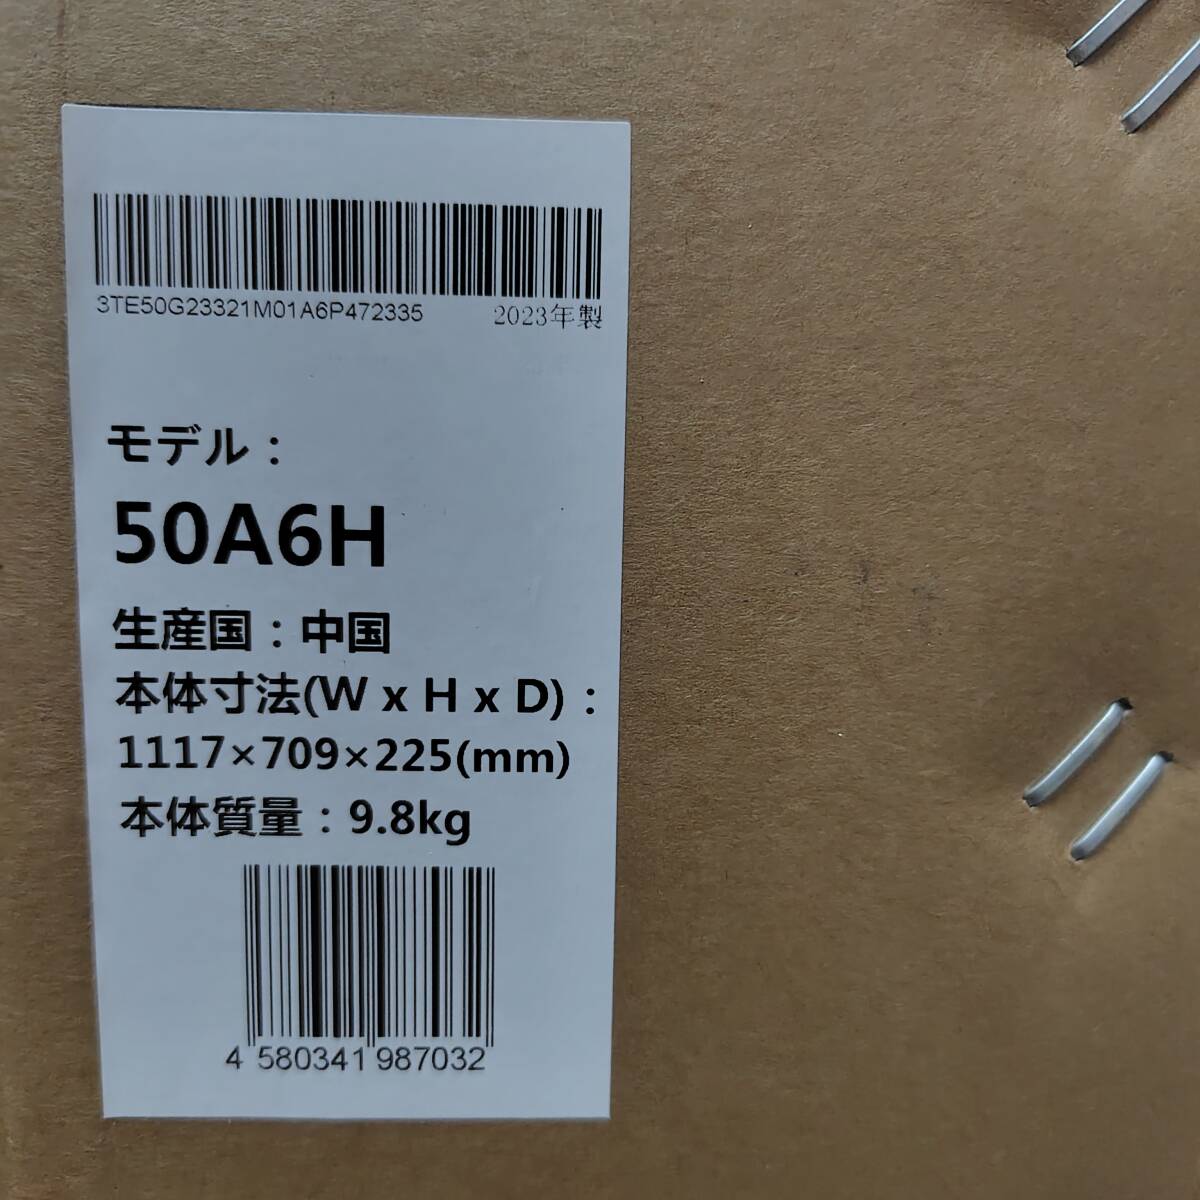 3TE50G23321M01A6P472335 2023年製
モデル：
50A6H
生産国：中国
本体寸法(W x H x D)：
1117×709×225(mm)
本体質量：9.8kg
4 580341 987032